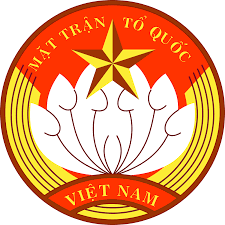 MẶT TRẬN TỔ QUỐC
VIỆT NAM